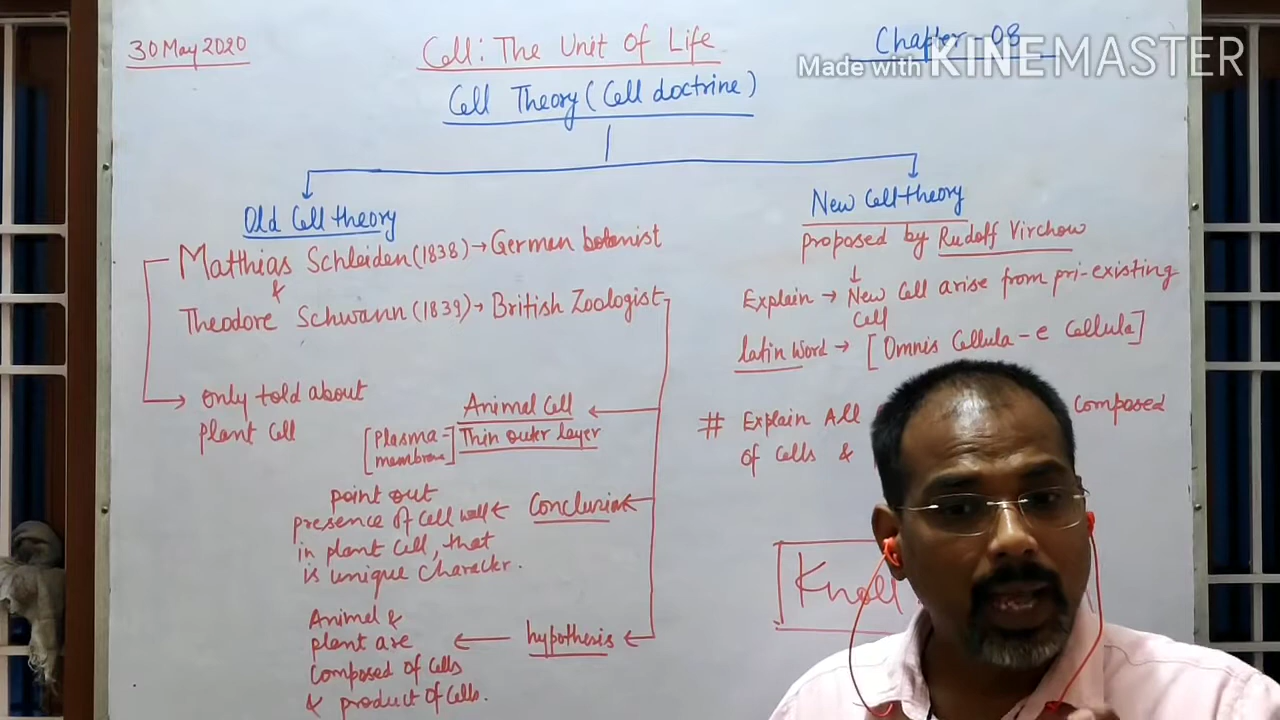 30 May 2020
Cell: The Unit Of Life
Chapter - 08
Made with KINEMASTER
Cell Theory (Cell doctrine)
Old Cell theory
Matthias Schleiden (1838) → German botanist
&
Theodore Schwann (1839) → British Zoologist
only told about
plant cell
Animal Cell
[Plasma-membrane] Thin outer layer
Conclusion
point out
presence of Cell wall
in plant cell, that
is unique character.
hypothesis
Animal &
plant are
Composed of cells
& product of cells.
New Cell theory
proposed by Rudolf Virchow
Explain → New Cell arise from pri-existing
Cell
latin word → [Omnis Cellula-e Cellula]
# Explain All
Composed
of cells &